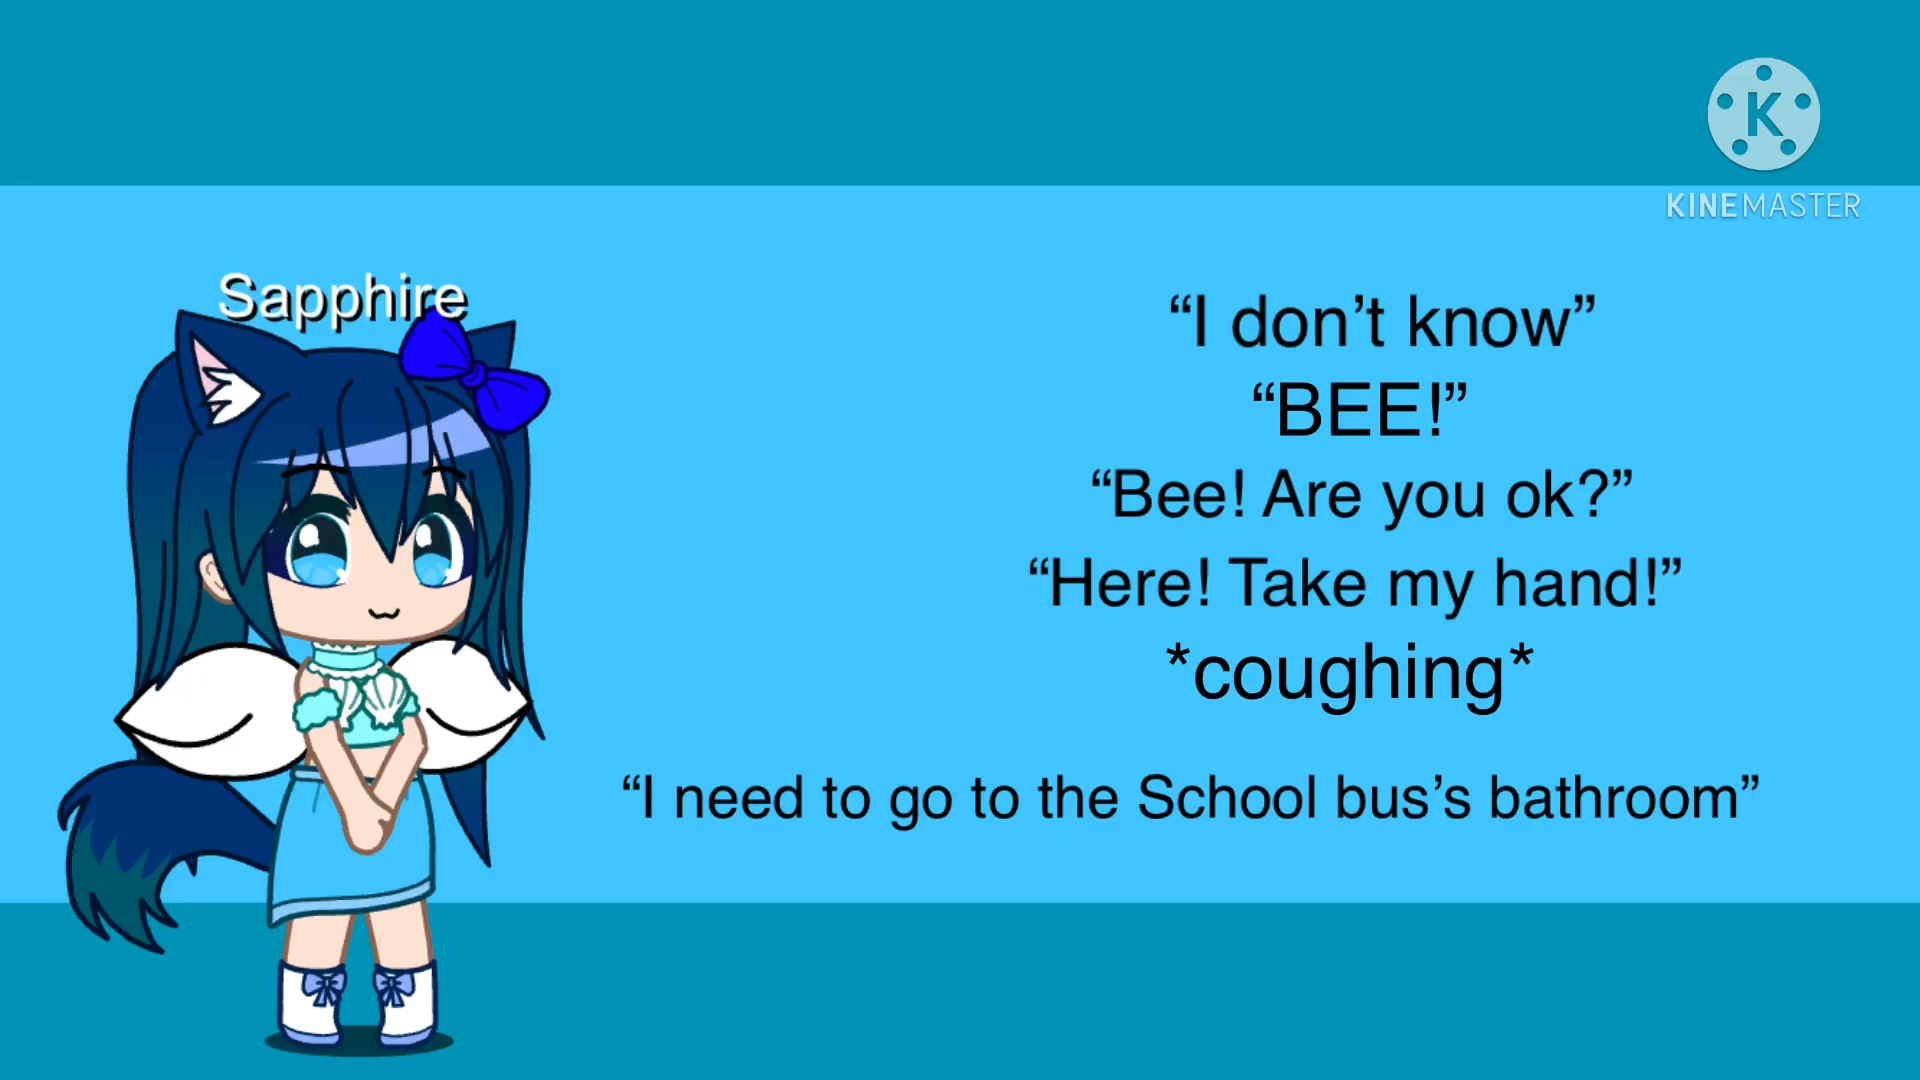 K
KINEMASTER
Sapphire
“I don’t know”
“BEE!”
“Bee! Are you ok?”
“Here! Take my hand!”
*coughing*
“I need to go to the School bus’s bathroom”